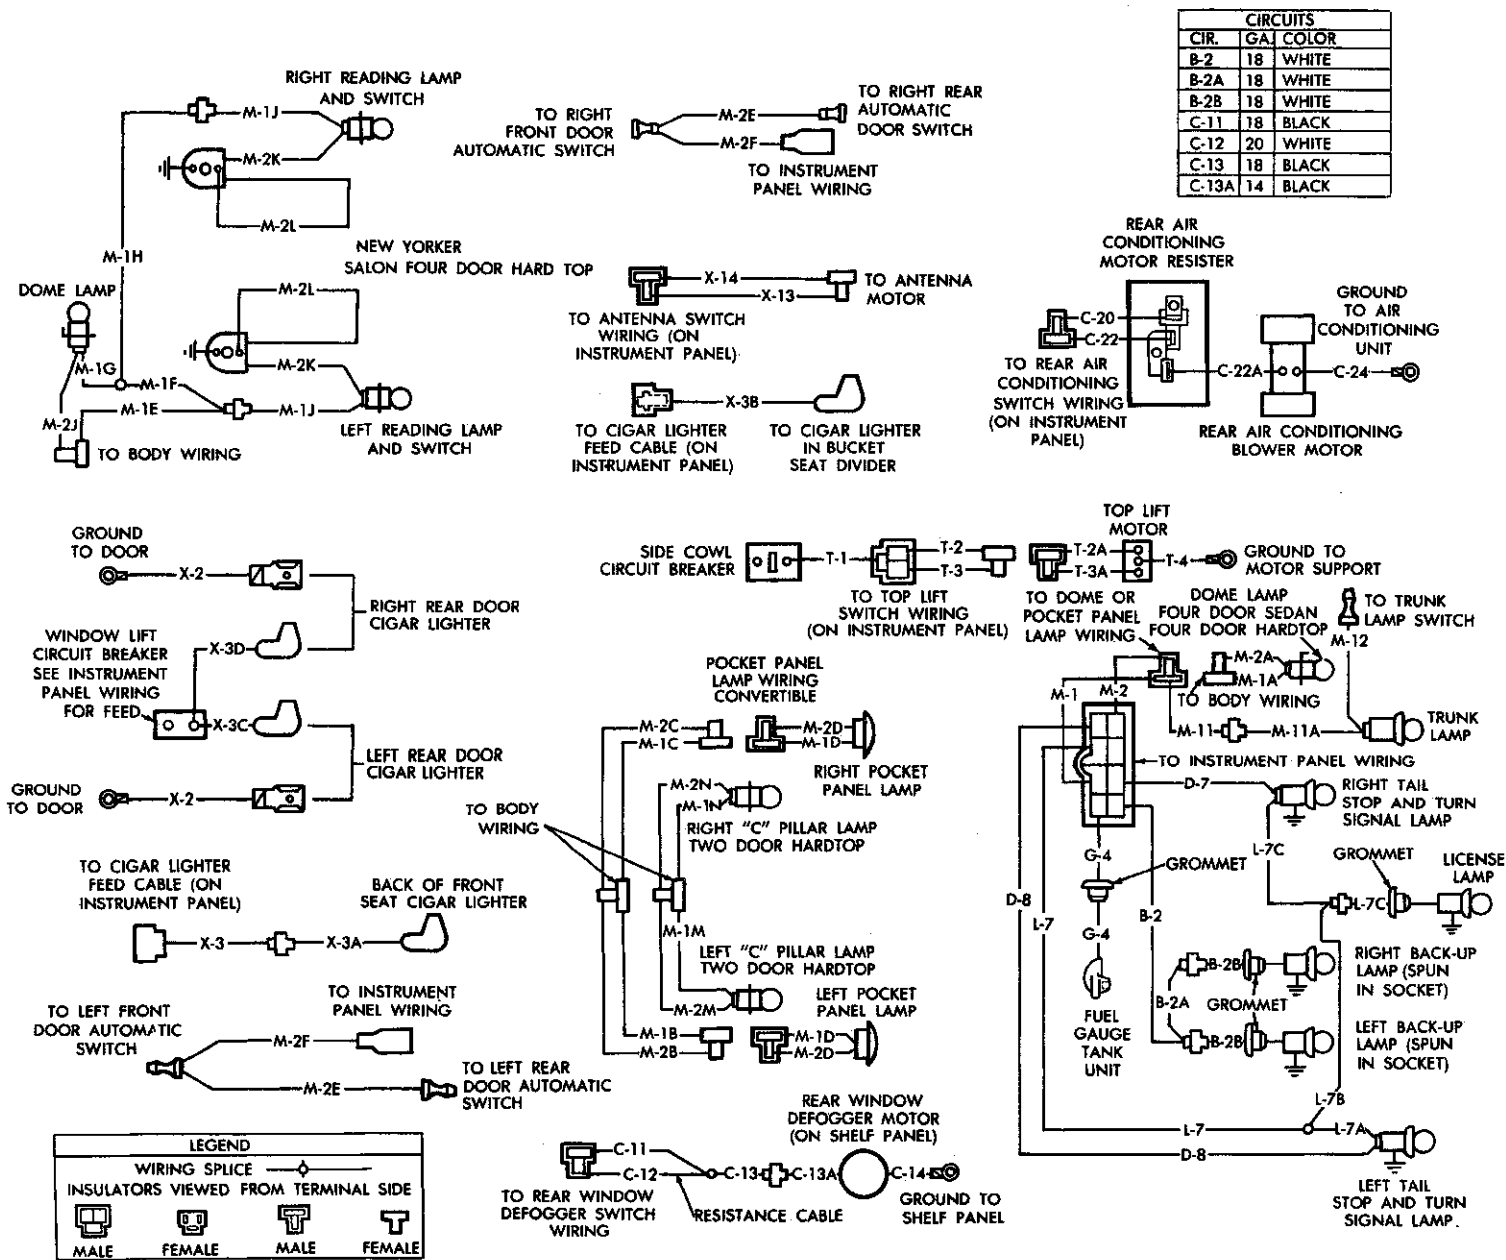 CIRCUITS
CIR. GA. COLOR
B-2 18 WHITE
B-2A 18 WHITE
B-2B 18 WHITE
C-11 18 BLACK
C-12 20 WHITE
C-13 18 BLACK
C-13A 14 BLACK
RIGHT READING LAMP
AND SWITCH
M-1J
M-2K
M-2L
M-1H
NEW YORKER
SALON FOUR DOOR HARD TOP
DOME LAMP
M-2L
M-2K
M-1G
M-1F
M-1E
M-1J
M-2J
TO BODY WIRING
LEFT READING LAMP
AND SWITCH
TO RIGHT
FRONT DOOR
AUTOMATIC SWITCH
M-2E
M-2F
TO RIGHT REAR
AUTOMATIC
DOOR SWITCH
TO INSTRUMENT
PANEL WIRING
X-14
X-13
TO ANTENNA
MOTOR
TO ANTENNA SWITCH
WIRING (ON
INSTRUMENT PANEL)
X-3B
TO CIGAR LIGHTER
FEED CABLE (ON
INSTRUMENT PANEL)
TO CIGAR LIGHTER
IN BUCKET
SEAT DIVIDER
REAR AIR
CONDITIONING
MOTOR RESISTER
C-20
C-22
TO REAR AIR
CONDITIONING
SWITCH WIRING
(ON INSTRUMENT
PANEL)
C-22A
C-24
GROUND
TO AIR
CONDITIONING
UNIT
REAR AIR CONDITIONING
BLOWER MOTOR
GROUND
TO DOOR
X-2
RIGHT REAR DOOR
CIGAR LIGHTER
WINDOW LIFT
CIRCUIT BREAKER
SEE INSTRUMENT
PANEL WIRING
FOR FEED
X-3D
X-3C
LEFT REAR DOOR
CIGAR LIGHTER
GROUND
TO DOOR
X-2
SIDE COWL
CIRCUIT BREAKER
T-1
T-2
T-3
TO TOP LIFT
SWITCH WIRING
(ON INSTRUMENT PANEL)
TOP LIFT
MOTOR
T-2A
T-3A
T-4
GROUND TO
MOTOR SUPPORT
TO DOME OR
POCKET PANEL
LAMP WIRING
DOME LAMP
FOUR DOOR SEDAN
FOUR DOOR HARDTOP
TO TRUNK
LAMP SWITCH
M-12
M-2A
M-1A
TO BODY WIRING
M-1
M-2
M-11
M-11A
TRUNK
LAMP
TO INSTRUMENT PANEL WIRING
D-7
RIGHT TAIL
STOP AND TURN
SIGNAL LAMP
POCKET PANEL
LAMP WIRING
CONVERTIBLE
M-2C
M-1C
M-2D
M-1D
RIGHT POCKET
PANEL LAMP
M-2N
M-1N
RIGHT "C" PILLAR LAMP
TWO DOOR HARDTOP
TO BODY
WIRING
M-1M
LEFT "C" PILLAR LAMP
TWO DOOR HARDTOP
M-2M
LEFT POCKET
PANEL LAMP
M-1B
M-2B
M-1D
M-2D
TO CIGAR LIGHTER
FEED CABLE (ON
INSTRUMENT PANEL)
BACK OF FRONT
SEAT CIGAR LIGHTER
X-3
X-3A
TO LEFT FRONT
DOOR AUTOMATIC
SWITCH
TO INSTRUMENT
PANEL WIRING
M-2F
M-2E
TO LEFT REAR
DOOR AUTOMATIC
SWITCH
G-4
GROMMET
G-4
FUEL
GAUGE
TANK
UNIT
D-8
L-7
B-2
L-7C
GROMMET
LICENSE
LAMP
L-7C
B-2B
B-2A
GROMMET
B-2B
RIGHT BACK-UP
LAMP (SPUN
IN SOCKET)
LEFT BACK-UP
LAMP (SPUN
IN SOCKET)
L-7B
L-7
L-7A
D-8
LEFT TAIL
STOP AND TURN
SIGNAL LAMP.
REAR WINDOW
DEFOGGER MOTOR
(ON SHELF PANEL)
C-11
C-12
C-13
C-13A
C-14
TO REAR WINDOW
DEFOGGER SWITCH
WIRING
RESISTANCE CABLE
GROUND TO
SHELF PANEL
LEGEND
WIRING SPLICE
INSULATORS VIEWED FROM TERMINAL SIDE
MALE FEMALE MALE FEMALE